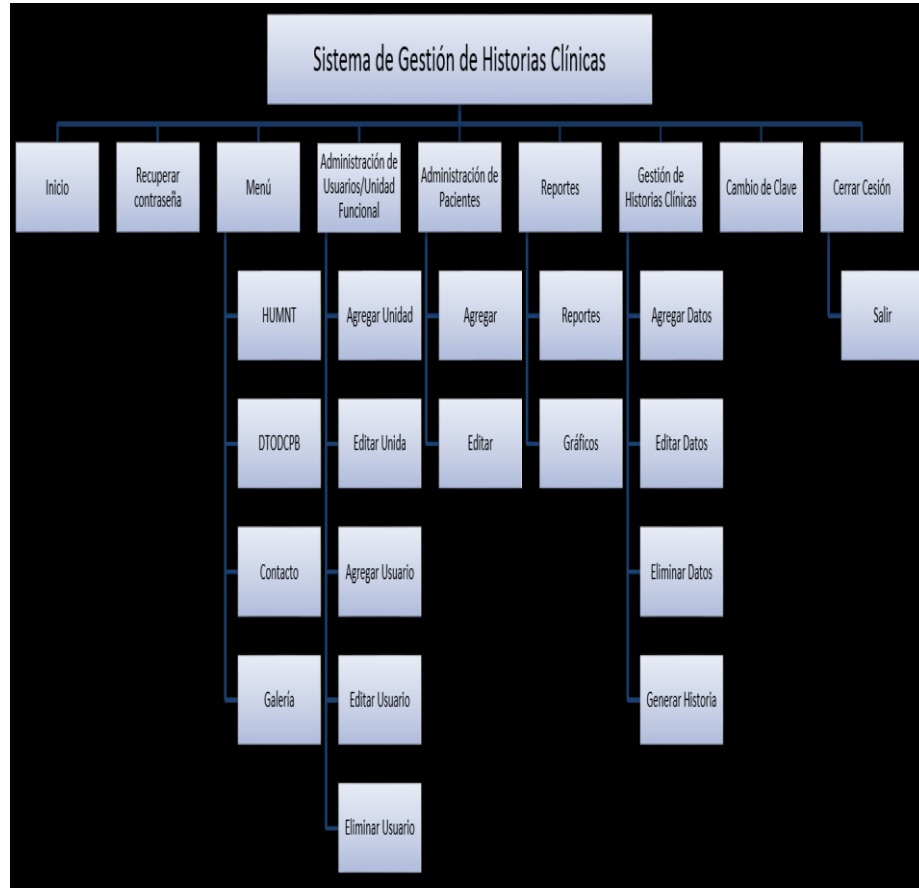 Sistema de Gestión de Historias Clínicas
Inicio
Recuperar
contraseña
Menú
Administración de
Usuarios/Unidad
Funcional
Administración de
Pacientes
Reportes
Gestión de
Historias Clínicas
Cambio de Clave
Cerrar Cesión
HUMNT
Agregar Unidad
Agregar
Reportes
Agregar Datos
Salir
DTODCPB
Editar Unida
Editar
Gráficos
Editar Datos
Contacto
Agregar Usuario
Eliminar Datos
Galería
Editar Usuario
Generar Historia
Eliminar Usuario